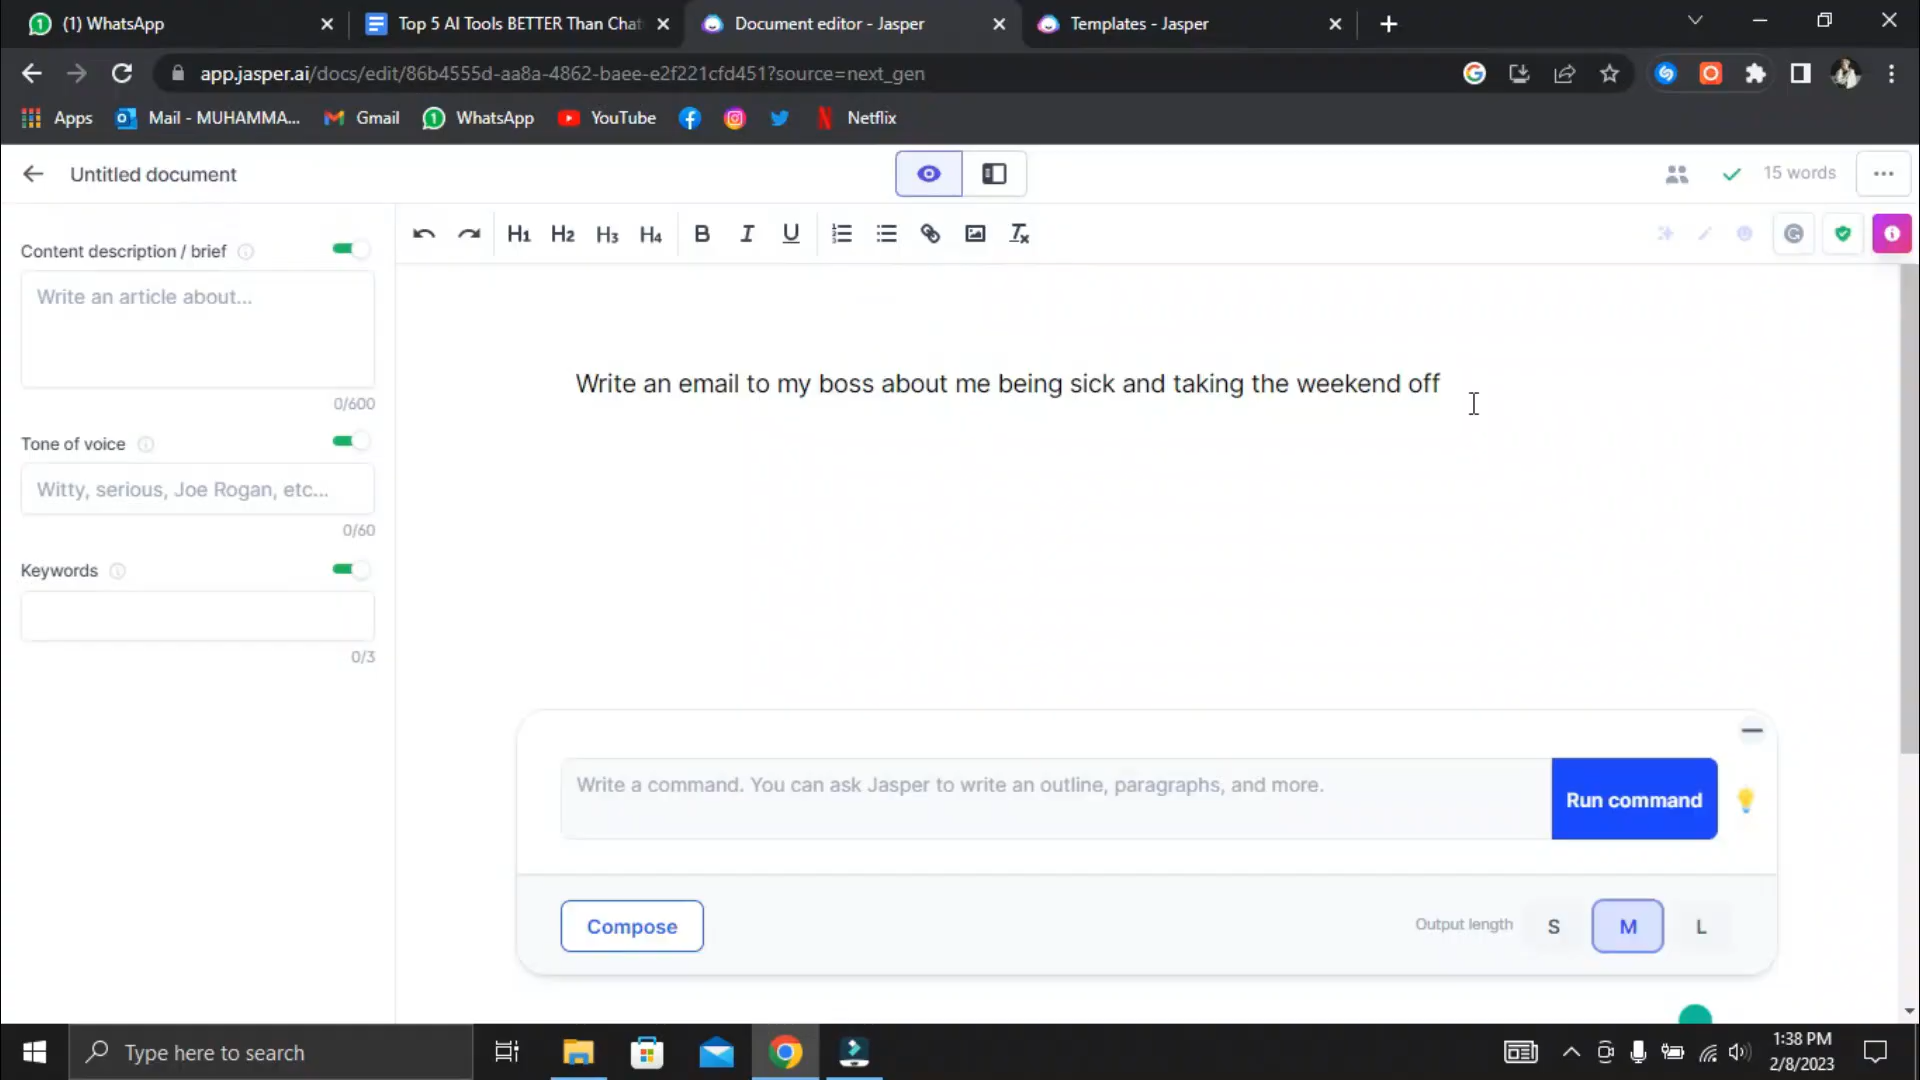 (1) WhatsApp
Top 5 AI Tools BETTER Than Chat
Document editor - Jasper
Templates - Jasper
app.jasper.ai/docs/edit/86b4555d-aa8a-4862-baee-e2f221cfd451?source=next_gen
Apps
Mail - MUHAMMA...
Gmail
WhatsApp
YouTube
Netflix
Untitled document
15 words
Content description / brief
H1 H2 H3 H4 B I U
Write an article about...
0/600
Write an email to my boss about me being sick and taking the weekend off
Tone of voice
Witty, serious, Joe Rogan, etc...
0/60
Keywords
0/3
Write a command. You can ask Jasper to write an outline, paragraphs, and more.
Run command
Compose
Output length
S
M
L
Type here to search
1:38 PM
2/8/2023